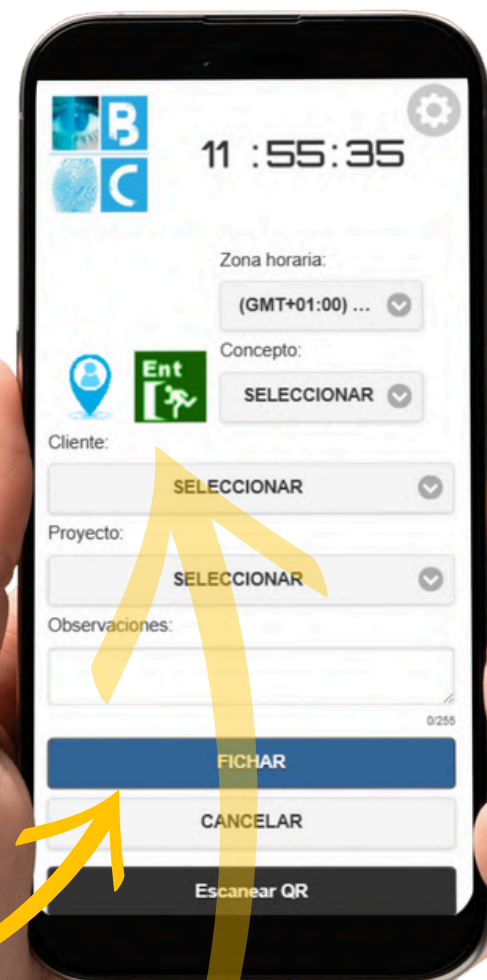 B
C
11 :55:35
Zona horaria:
(GMT+01:00) ...
Ent
Concepto:
SELECCIONAR
Cliente:
SELECCIONAR
Proyecto:
SELECCIONAR
Observaciones:
0/255
FICHAR
CANCELAR
Escanear QR